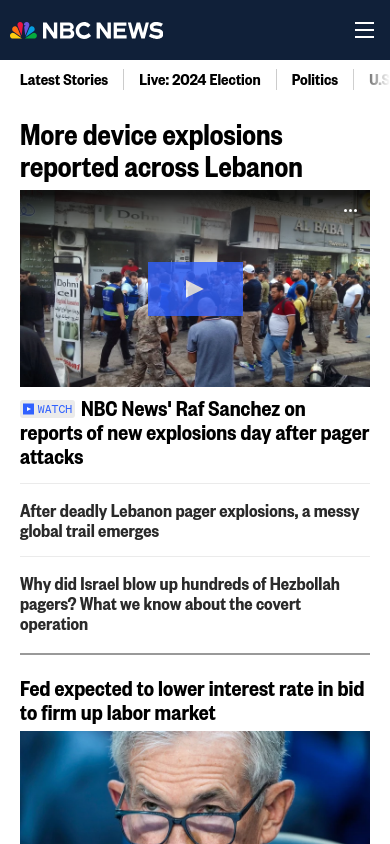 NBC NEWS
Latest Stories
Live: 2024 Election
Politics
U.S
More device explosions
reported across Lebanon
Dohni
AL BABA
Dohni
cell
WATCH NBC News' Raf Sanchez on
reports of new explosions day after pager
attacks
After deadly Lebanon pager explosions, a messy
global trail emerges
Why did Israel blow up hundreds of Hezbollah
pagers? What we know about the covert
operation
Fed expected to lower interest rate in bid
to firm up labor market